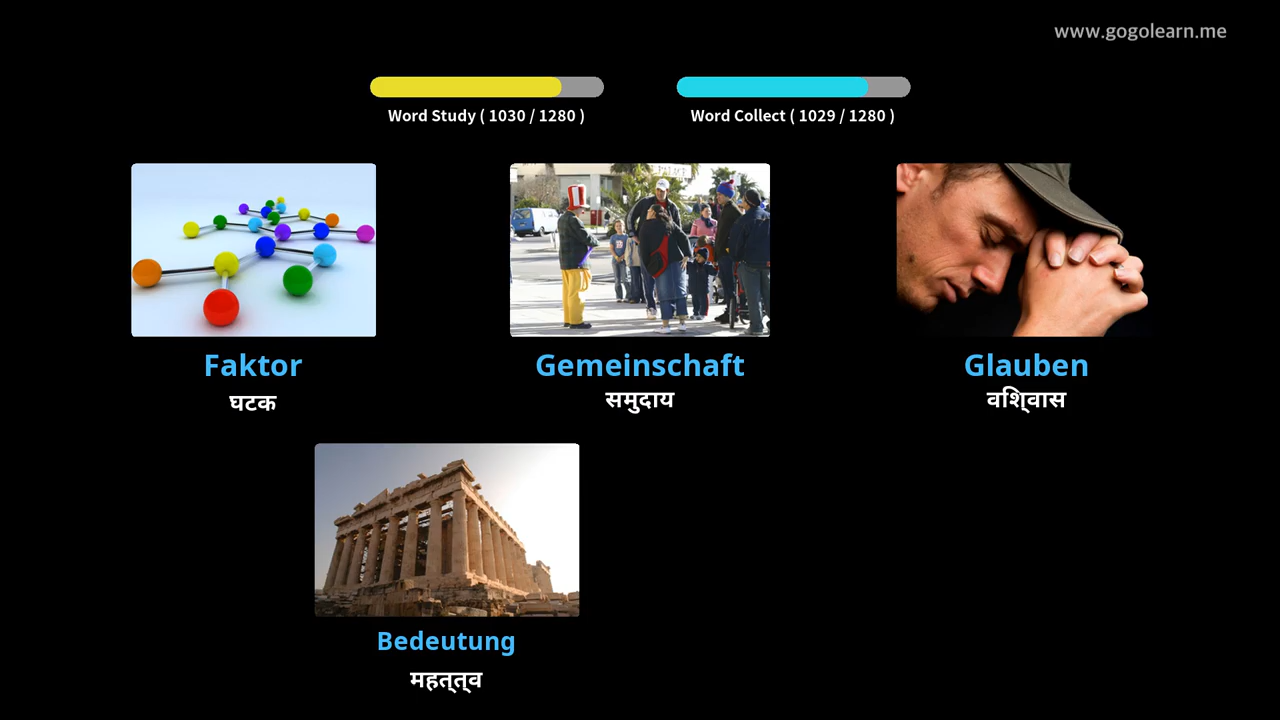 www.gogolearn.me
Word Study ( 1030 / 1280 )
Word Collect ( 1029 / 1280 )
Faktor
घटक
Gemeinschaft
समुदाय
Glauben
विश्वास
Bedeutung
महत्त्व